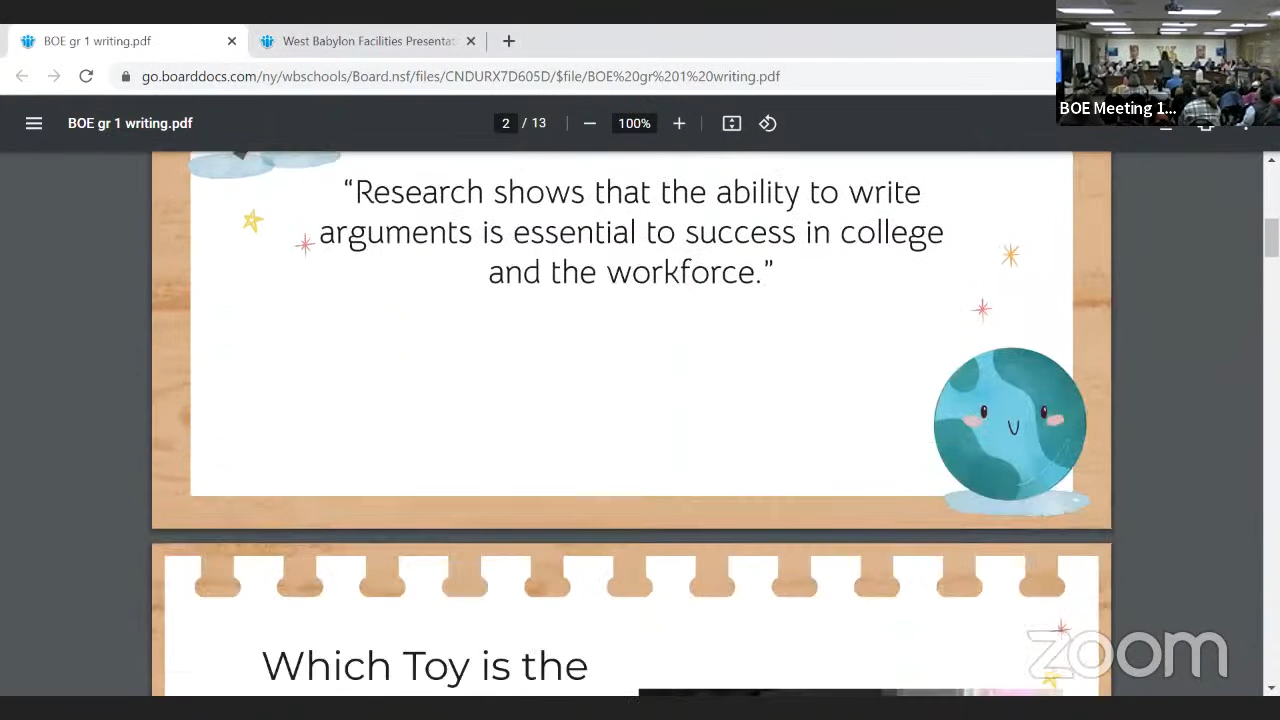 BOE gr 1 writing.pdf
West Babylon Facilities Presentat
go.boarddocs.com/ny/wbschools/Board.nsf/files/CNDURX7D605D/$file/BOE%20gr%201%20writing.pdf
BOE Meeting 1...
BOE gr 1 writing.pdf
2 / 13
100%
“Research shows that the ability to write
arguments is essential to success in college
and the workforce.”
Which Toy is the
zoom